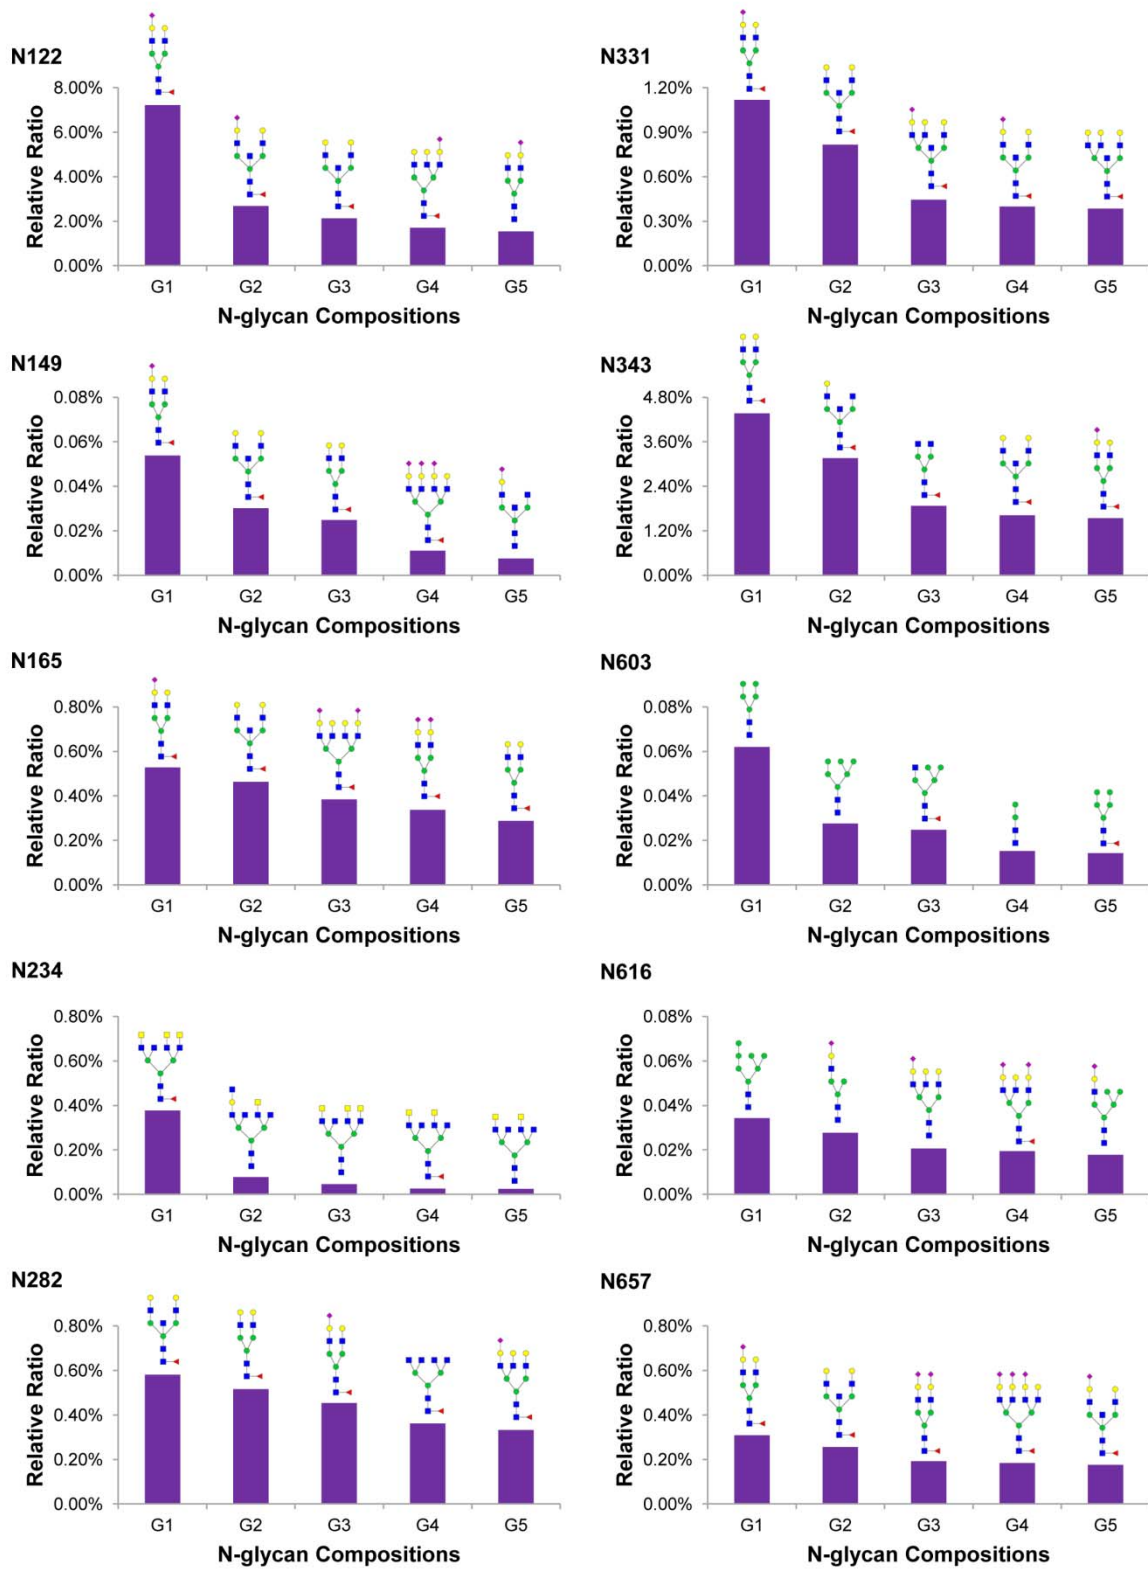 N122
Relative Ratio
8.00%
6.00%
4.00%
2.00%
0.00%
G1 G2 G3 G4 G5
N-glycan Compositions
N331
Relative Ratio
1.20%
0.90%
0.60%
0.30%
0.00%
G1 G2 G3 G4 G5
N-glycan Compositions
N149
Relative Ratio
0.08%
0.06%
0.04%
0.02%
0.00%
G1 G2 G3 G4 G5
N-glycan Compositions
N343
Relative Ratio
4.80%
3.60%
2.40%
1.20%
0.00%
G1 G2 G3 G4 G5
N-glycan Compositions
N165
Relative Ratio
0.80%
0.60%
0.40%
0.20%
0.00%
G1 G2 G3 G4 G5
N-glycan Compositions
N603
Relative Ratio
0.08%
0.06%
0.04%
0.02%
0.00%
G1 G2 G3 G4 G5
N-glycan Compositions
N234
Relative Ratio
0.80%
0.60%
0.40%
0.20%
0.00%
G1 G2 G3 G4 G5
N-glycan Compositions
N616
Relative Ratio
0.08%
0.06%
0.04%
0.02%
0.00%
G1 G2 G3 G4 G5
N-glycan Compositions
N282
Relative Ratio
0.80%
0.60%
0.40%
0.20%
0.00%
G1 G2 G3 G4 G5
N-glycan Compositions
N657
Relative Ratio
0.80%
0.60%
0.40%
0.20%
0.00%
G1 G2 G3 G4 G5
N-glycan Compositions